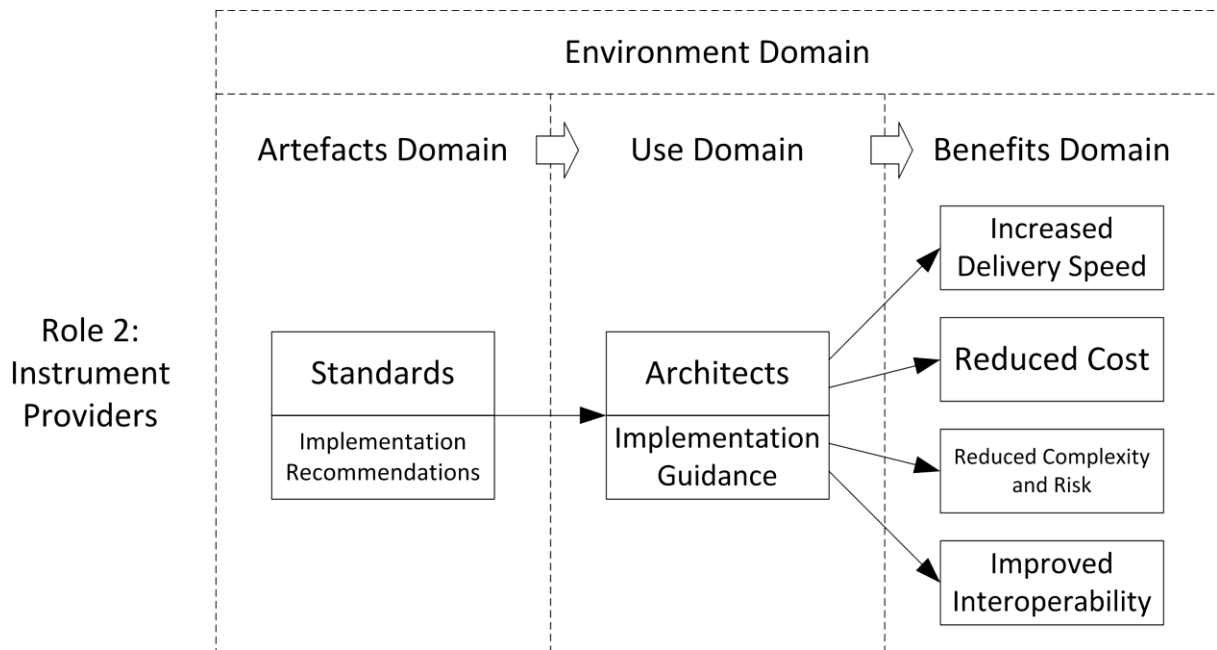 Environment Domain
Artefacts Domain
Use Domain
Benefits Domain
Role 2:
Instrument
Providers
Standards
Implementation
Recommendations
Architects
Implementation
Guidance
Increased
Delivery Speed
Reduced Cost
Reduced Complexity
and Risk
Improved
Interoperability